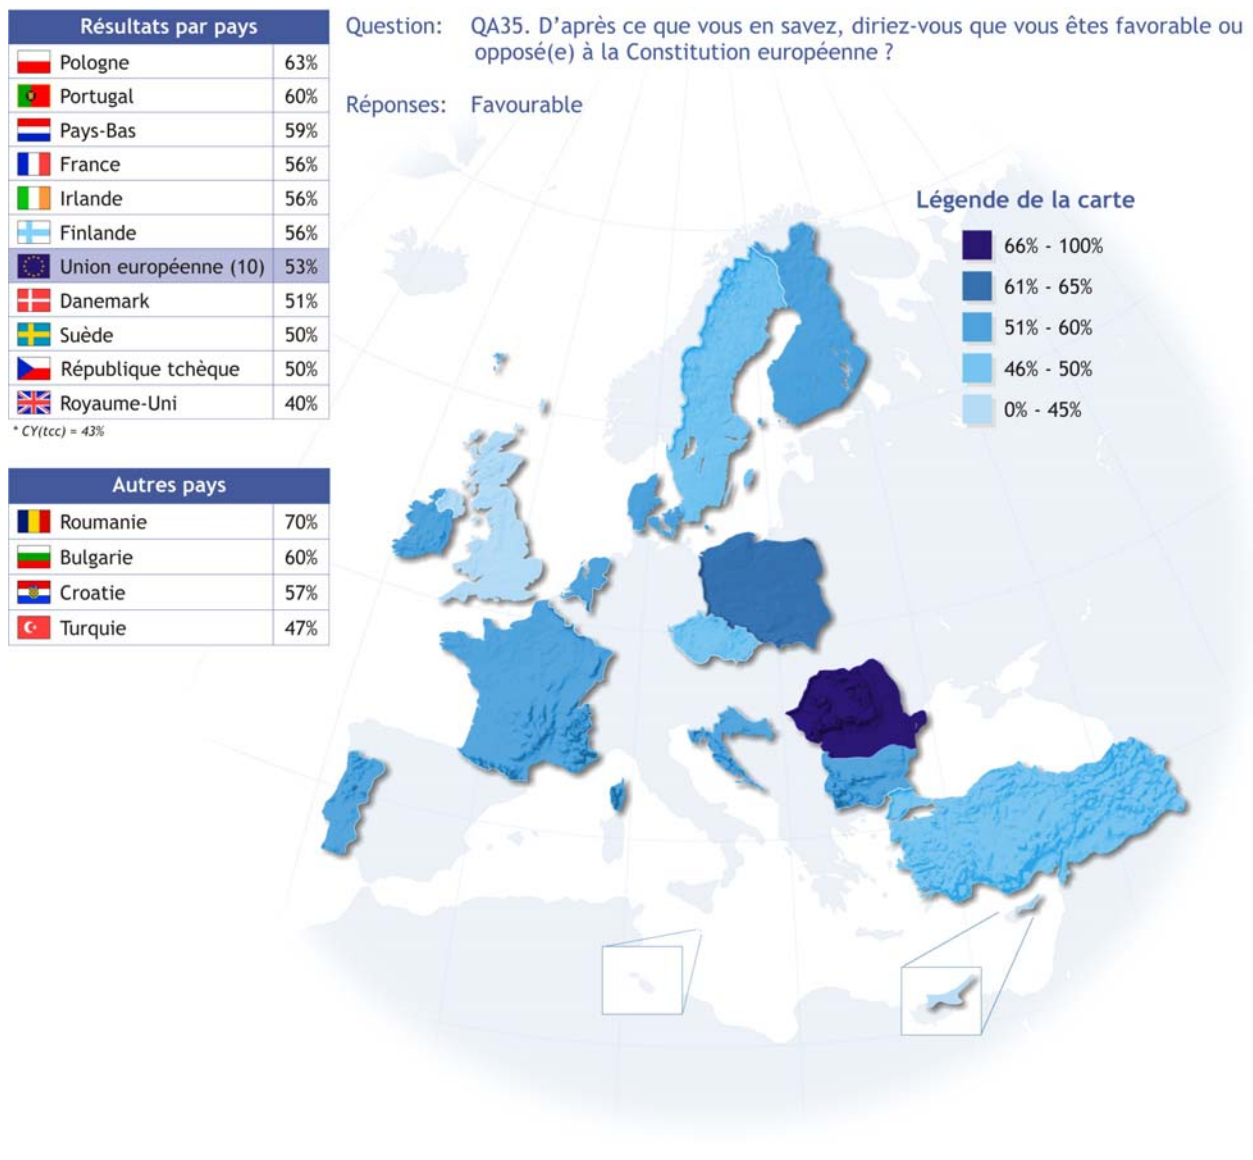 Résultats par pays
Pologne 63%
Portugal 60%
Pays-Bas 59%
France 56%
Irlande 56%
Finlande 56%
Union européenne (10) 53%
Danemark 51%
Suède 50%
République tchèque 50%
Royaume-Uni 40%
* CY(tcc) = 43%
Autres pays
Roumanie 70%
Bulgarie 60%
Croatie 57%
Turquie 47%
Question: QA35. D’après ce que vous en savez, diriez-vous que vous êtes favorable ou
opposé(e) à la Constitution européenne ?
Réponses: Favourable
Légende de la carte
66% - 100%
61% - 65%
51% - 60%
46% - 50%
0% - 45%